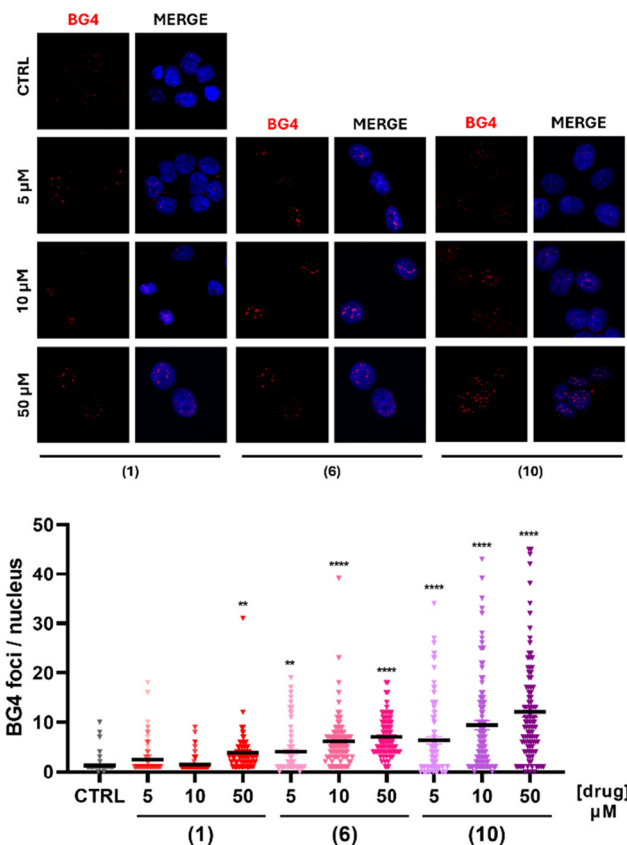 BG4 MERGE
CTRL
BG4 MERGE BG4 MERGE
5 µM
10 µM
50 µM
(1) (6) (10)
50
**** 
**** ****
40 ****
30 **
****
20 **
BG4 foci / nucleus
10
0
CTRL 5 10 50 5 10 50 5 10 50 [drug]
µM
(1) (6) (10)